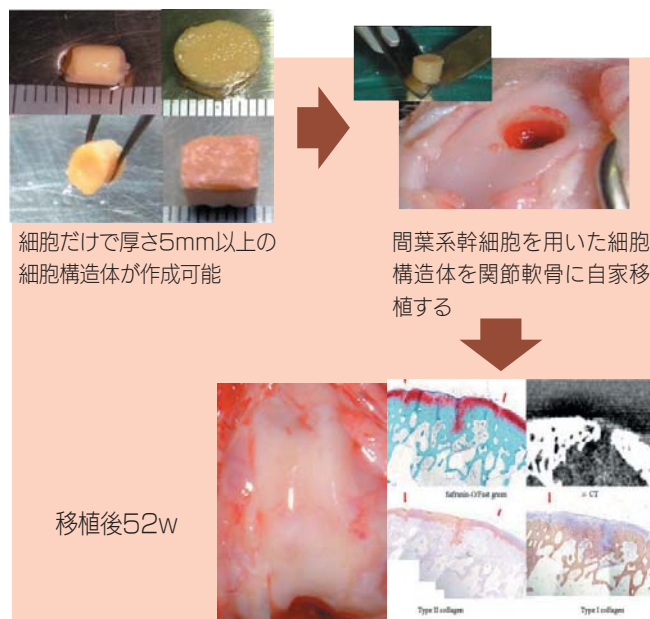 細胞だけで厚さ5mm以上の
細胞構造体が作成可能
間葉系幹細胞を用いた細胞
構造体を関節軟骨に自家移
植する
移植後52w
Safranin-O/Fast green
μ CT
Type II collagen
Type I collagen